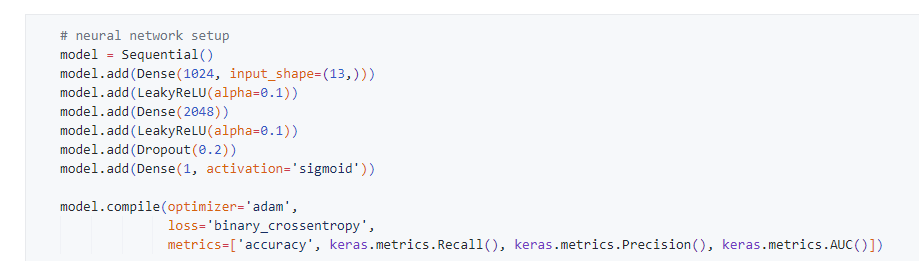 # neural network setup
model = Sequential()
model.add(Dense(1024, input_shape=(13,)))
model.add(LeakyReLU(alpha=0.1))
model.add(Dense(2048))
model.add(LeakyReLU(alpha=0.1))
model.add(Dropout(0.2))
model.add(Dense(1, activation='sigmoid'))

model.compile(optimizer='adam',
              loss='binary_crossentropy',
              metrics=['accuracy', keras.metrics.Recall(), keras.metrics.Precision(), keras.metrics.AUC()])